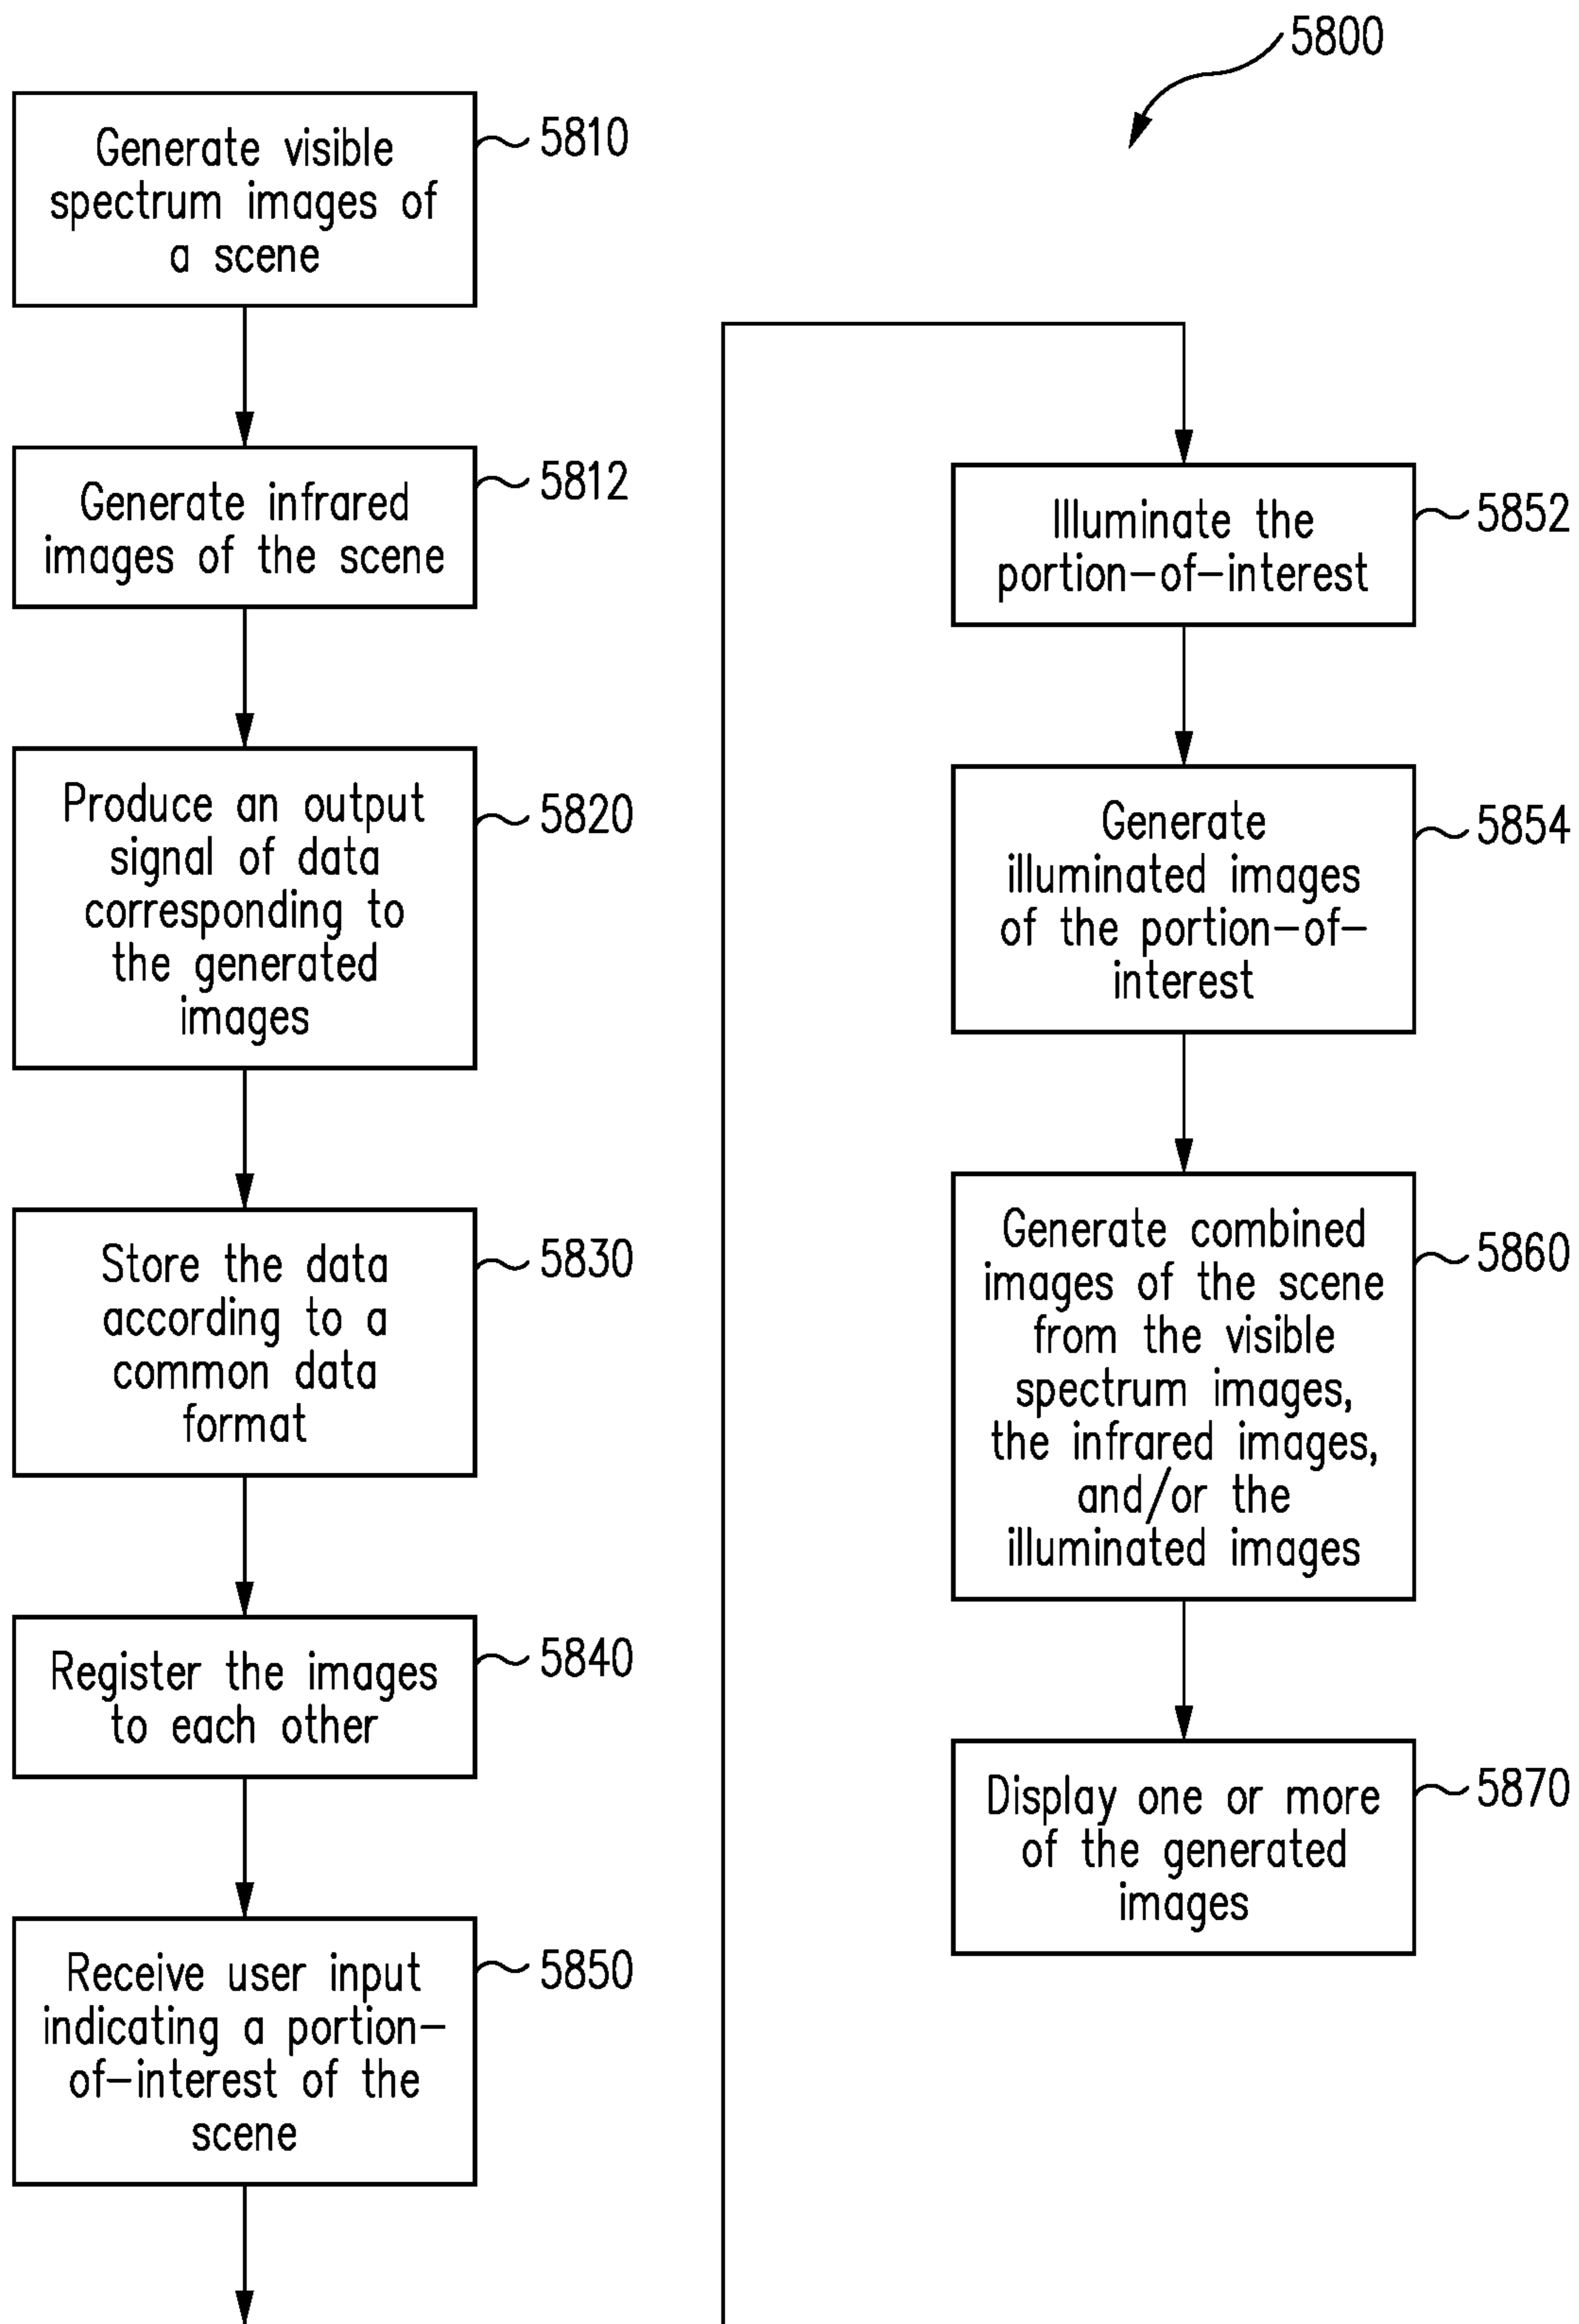 5800
Generate visible
spectrum images of
a scene
5810
Generate infrared
images of the scene
5812
Produce an output
signal of data
corresponding to
the generated
images
5820
Store the data
according to a
common data
format
5830
Register the images
to each other
5840
Receive user input
indicating a portion-
of-interest of the
scene
5850
Illuminate the
portion-of-interest
5852
Generate
illuminated images
of the portion-of-
interest
5854
Generate combined
images of the scene
from the visible
spectrum images,
the infrared images,
and/or the
illuminated images
5860
Display one or more
of the generated
images
5870